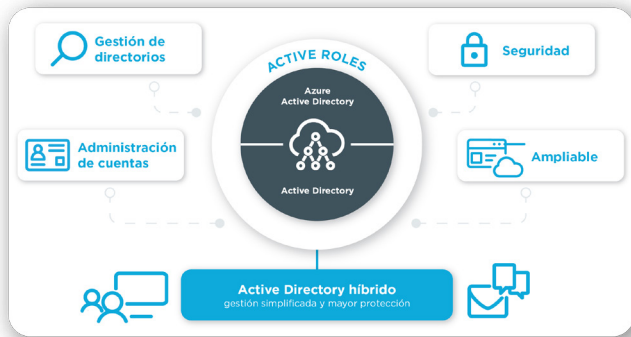 Gestión de
directorios
Administración
de cuentas
ACTIVE ROLES
Azure
Active Directory
Active Directory
Seguridad
Ampliable
Active Directory híbrido
gestión simplificada y mayor protección